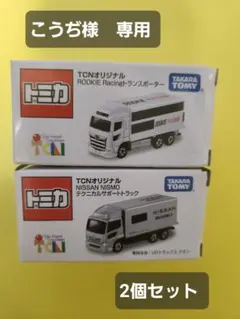 こうぢ様　専用
トミカ
TCNオリジナル
ROOKIE Racingトランスポーター
TAKARA
TOMY
TCN
トミカ
TCNオリジナル
NISSAN NISMO
テクニカルサポートトラック
TAKARA
TOMY
TCN
2個セット